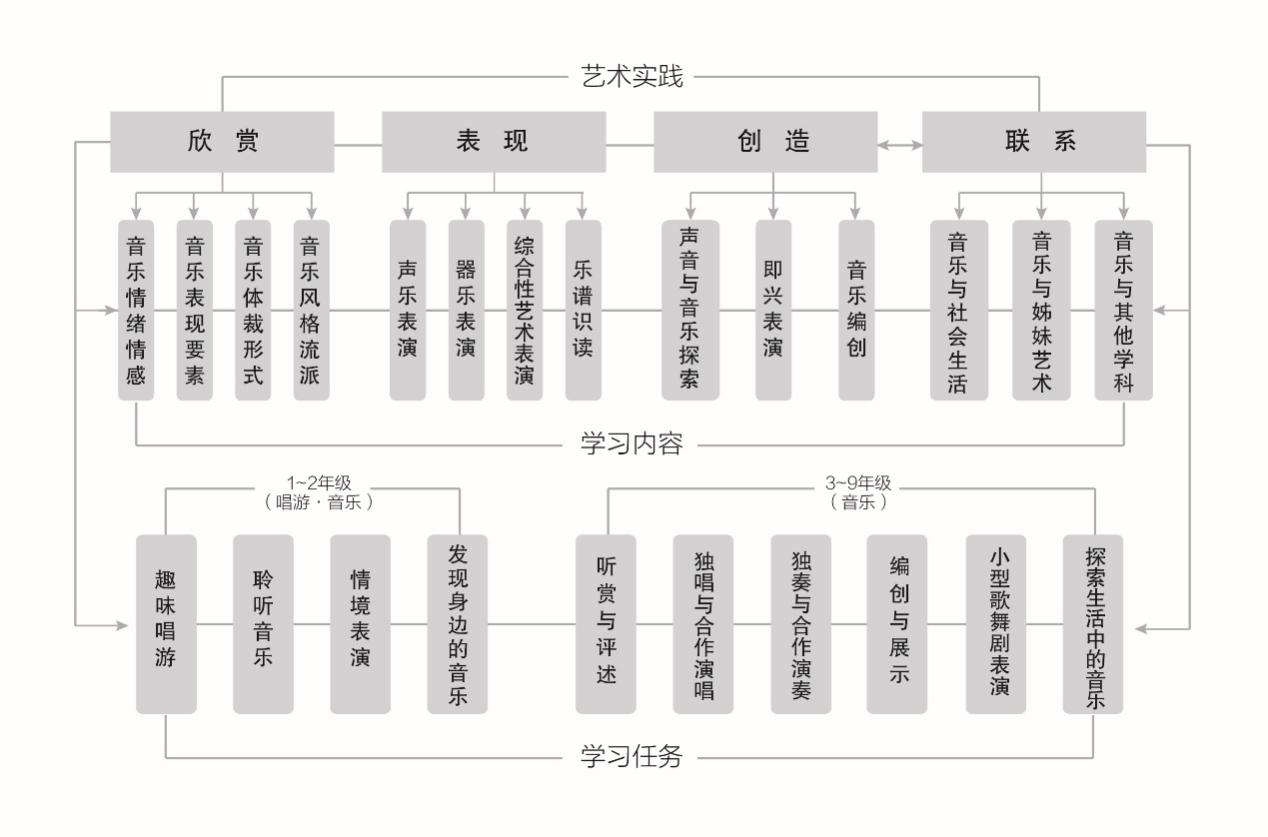 艺术实践
欣 赏
表 现
创 造
联 系
音乐情绪情感
音乐表现要素
音乐体裁形式
音乐风格流派
声乐表演
器乐表演
综合性艺术表演
乐谱识读
声音与音乐探索
即兴表演
音乐编创
音乐与社会生活
音乐与姊妹艺术
音乐与其他学科
学习内容
1~2年级
（唱游·音乐）
3~9年级
（音乐）
趣味唱游
聆听音乐
情境表演
发现身边的音乐
听赏与评述
独唱与合作演唱
独奏与合作演奏
编创与展示
小型歌舞剧表演
探索生活中的音乐
学习任务